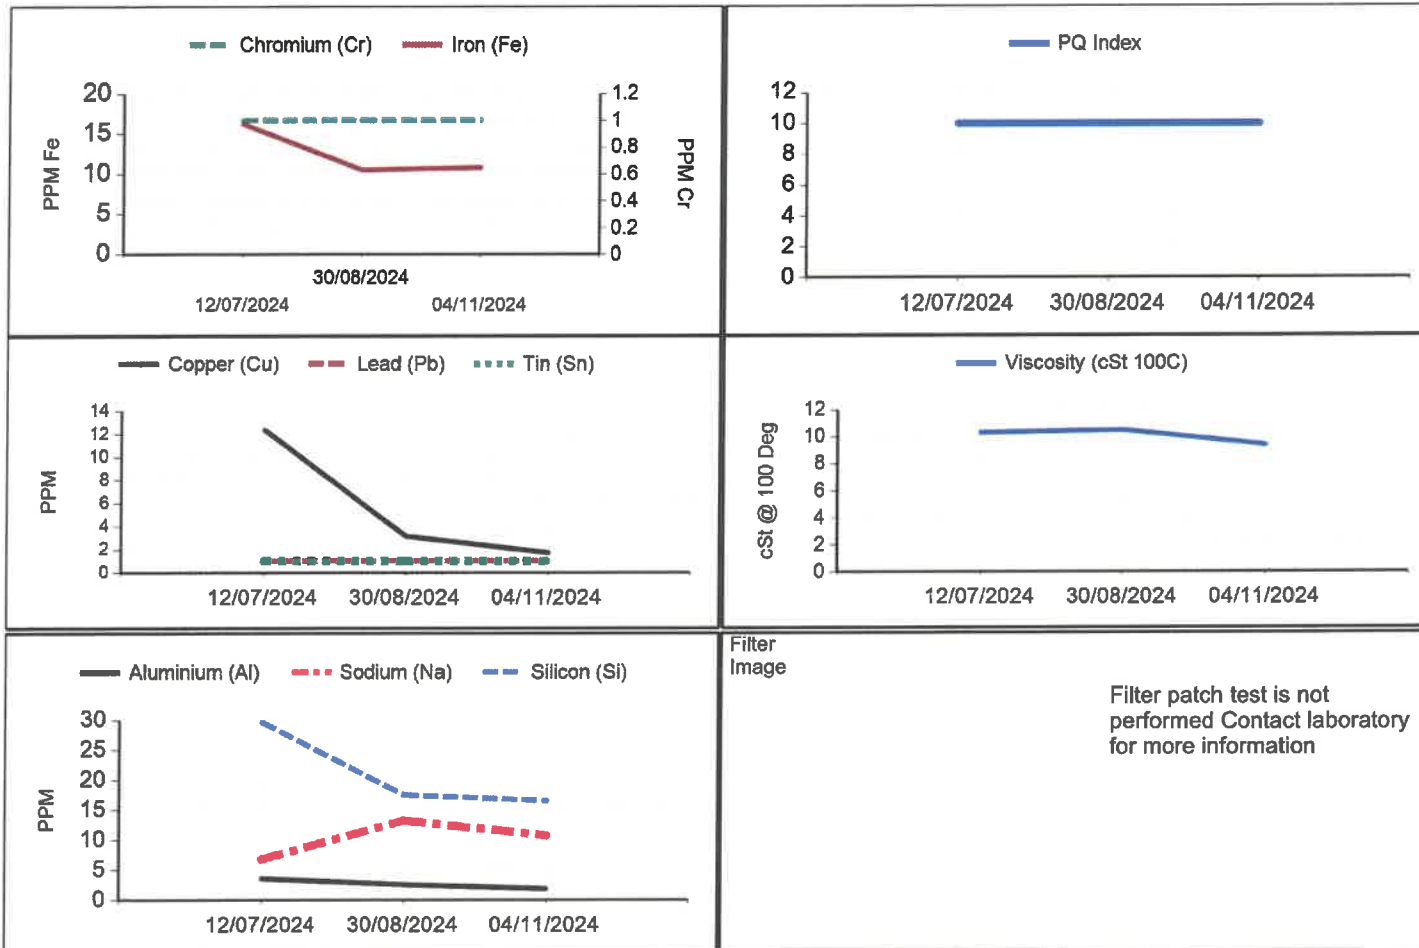 Chromium (Cr) Iron (Fe)
20
15
10
5
0
PPM Fe
1.2
1
0.8
0.6
0.4
0.2
0
PPM Cr
30/08/2024
12/07/2024 04/11/2024
PQ Index
12
10
8
6
4
2
0
12/07/2024 30/08/2024 04/11/2024
Copper (Cu) Lead (Pb) Tin (Sn)
14
12
10
8
6
4
2
0
PPM
12/07/2024 30/08/2024 04/11/2024
Viscosity (cSt 100C)
12
10
8
6
4
2
0
cSt @ 100 Deg
12/07/2024 30/08/2024 04/11/2024
Aluminium (Al) Sodium (Na) Silicon (Si)
30
25
20
15
10
5
0
PPM
12/07/2024 30/08/2024 04/11/2024
Filter
Image
Filter patch test is not
performed Contact laboratory
for more information